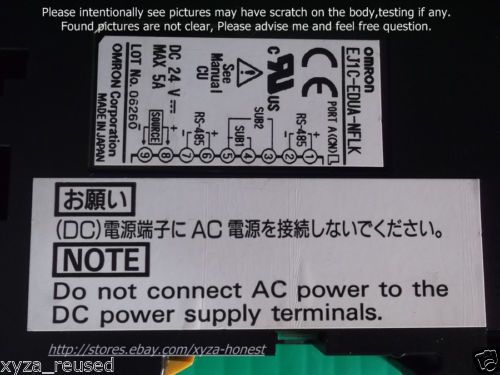 Please intentionally see pictures may have scratch on the body,testing if any.
Found pictures are not clear, Please advise me and feel free question.
OMRON
EJ1C-EDUA-NFLK
CE PORT A(CN1)
c UR US
See
Manual
CU
DC 24 V
MAX 5A
LOT No. 06260
OMRON Corporation
MADE IN JAPAN
RS-485
SUB2
SUB1
RS-485
SOURCE
- + - + - +
9 8 7 6 5 4 3 2 1
お願い
(DC)電源端子にAC 電源を接続しないでください。
NOTE
Do not connect AC power to the
DC power supply terminals.
http://stores.ebay.com/xyza-honest
xyza_reused